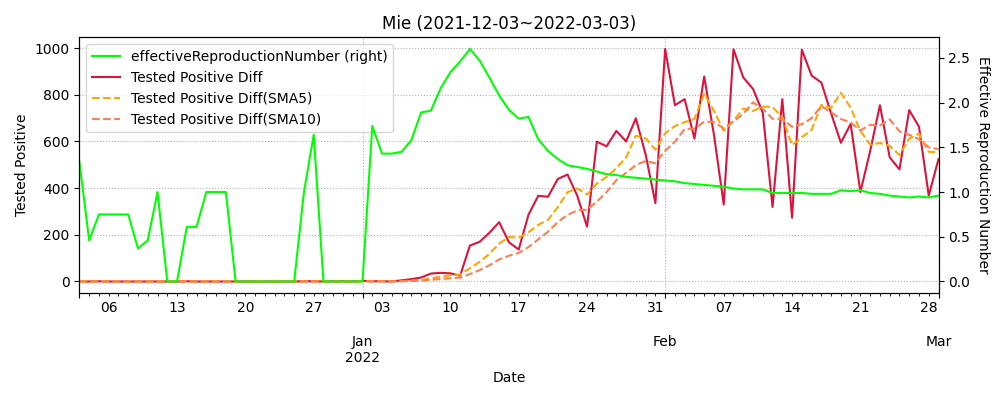 Mie (2021-12-03~2022-03-03)
effectiveReproductionNumber (right)
Tested Positive Diff
Tested Positive Diff(SMA5)
Tested Positive Diff(SMA10)
Tested Positive
1000
800
600
400
200
0
Effective Reproduction Number
2.5
2.0
1.5
1.0
0.5
0.0
06 13 20 27 03 10 17 24 31 07 14 21 28
Jan Feb Mar
2022
Date